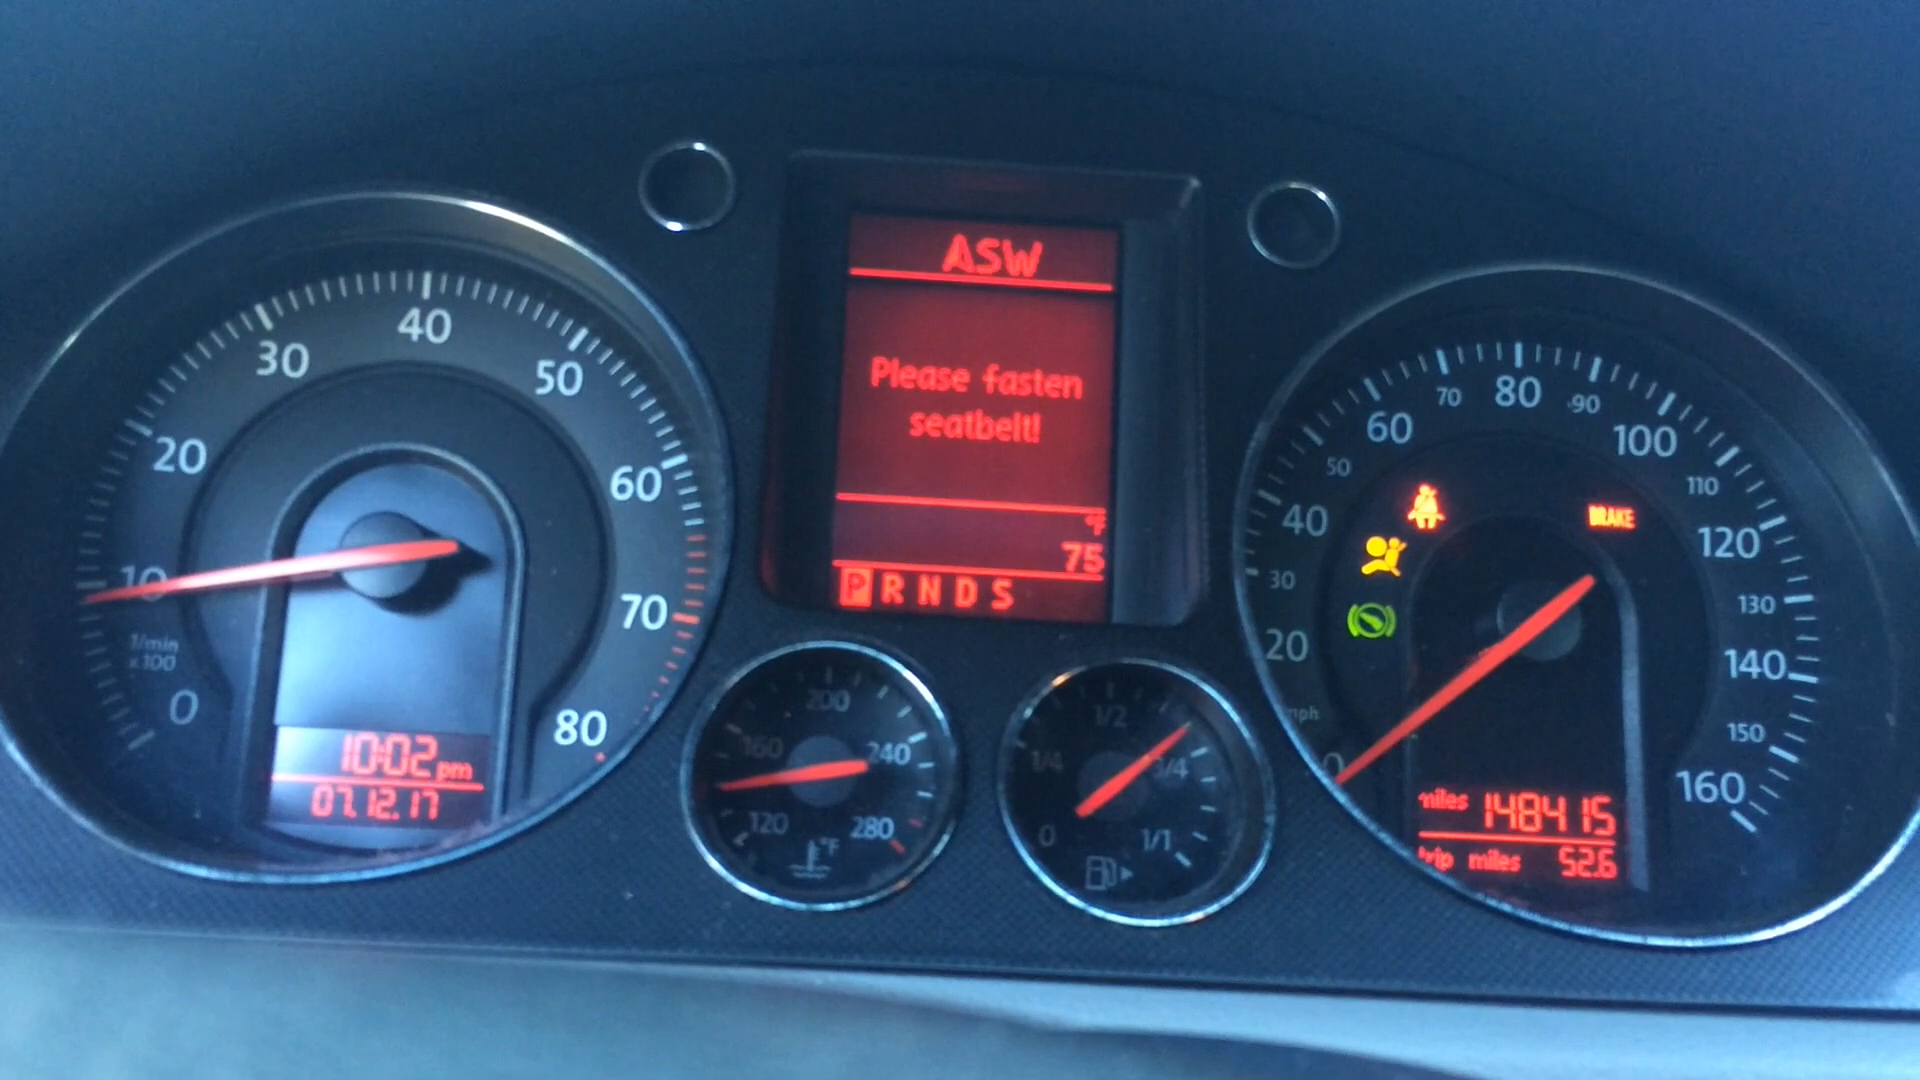 0
10
20
30
40
50
60
70
80
1/min
x100
10:02 pm
07.12.17
ASW
Please fasten
seatbelt!
°F
75
P R N D S
120
160
200
240
280
°F
0
1/4
1/2
3/4
1/1
0
20
30
40
50
60
70
80
90
100
110
120
130
140
150
160
mph
BRAKE
miles 148415
trip miles 52.6